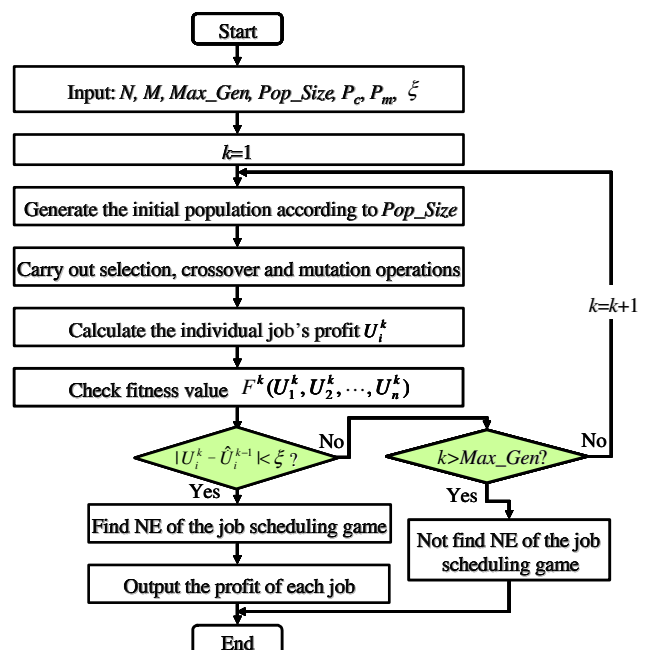 Start
Input: N, M, Max_Gen, Pop_Size, P_c, P_m, ξ
k=1
Generate the initial population according to Pop_Size
Carry out selection, crossover and mutation operations
k=k+1
Calculate the individual job's profit U_i^k
Check fitness value F^k(U_1^k, U_2^k, ⋯, U_n^k)
|U_i^k − Û_i^{k−1}| < ξ ?
No
k>Max_Gen?
No
Yes
Yes
Find NE of the job scheduling game
Not find NE of the job
scheduling game
Output the profit of each job
End